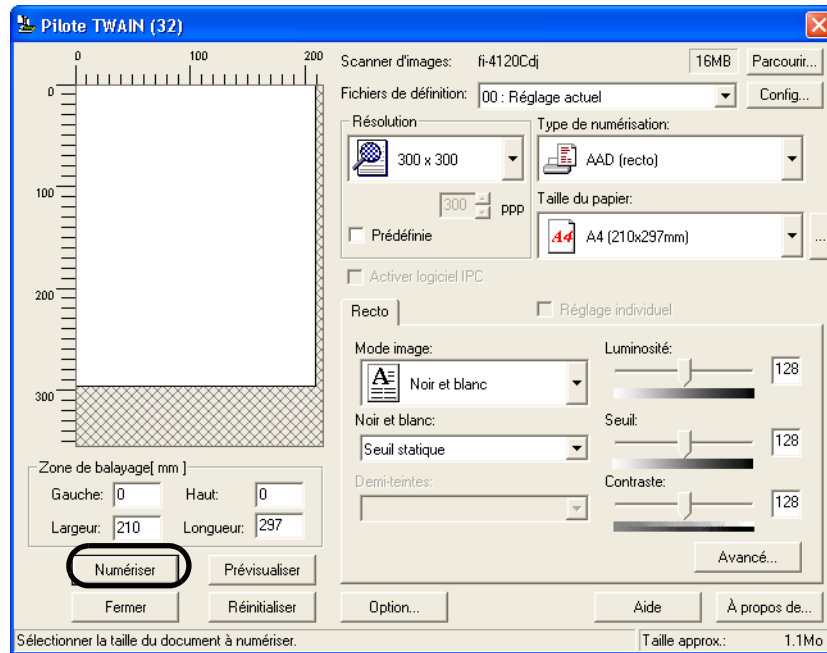 Pilote TWAIN (32)
0 100 200
0
100
200
300
Scanner d'images: fi-4120Cdj 16MB Parcourir...
Fichiers de définition: 00 : Réglage actuel Config...
Résolution
300 x 300
300 ppp
Prédéfinie
Type de numérisation:
AAD (recto)
Taille du papier:
A4 A4 (210x297mm) ...
Activer logiciel IPC
Recto Réglage individuel
Mode image:
A Noir et blanc
Noir et blanc:
Seuil statique
Demi-teintes:
Luminosité:
128
Seuil:
128
Contraste:
128
Avancé...
Zone de balayage[ mm ]
Gauche: 0 Haut: 0
Largeur: 210 Longueur: 297
Numériser Prévisualiser
Fermer Réinitialiser Option... Aide À propos de...
Sélectionner la taille du document à numériser. Taille approx.: 1.1Mo